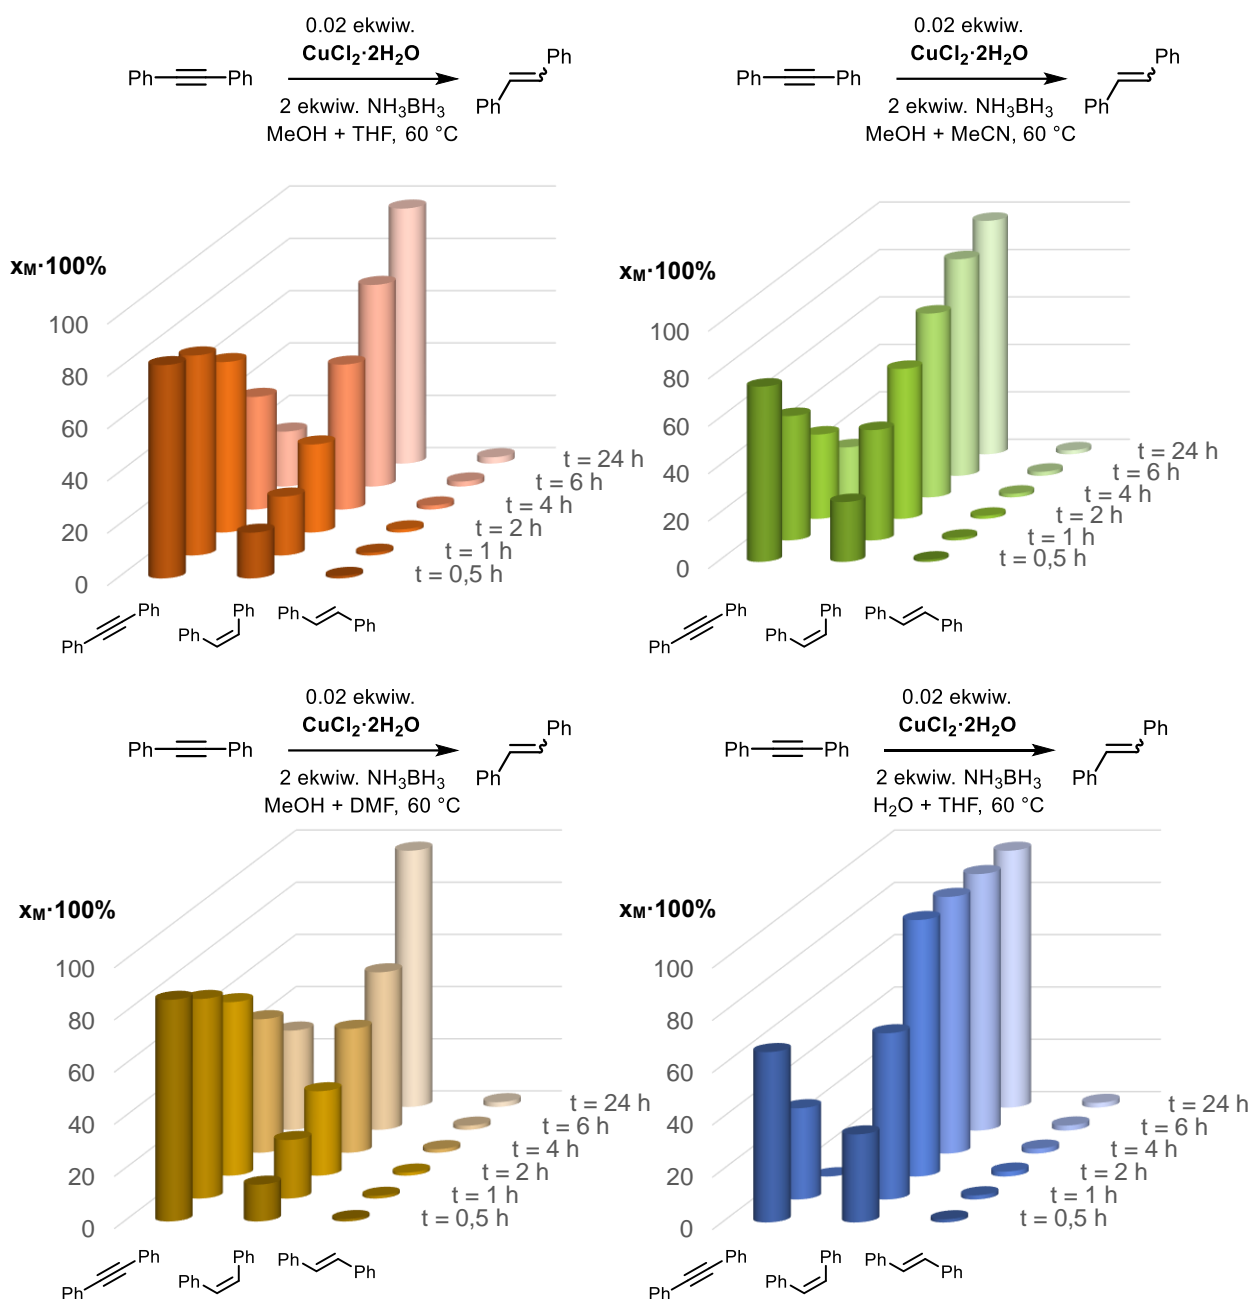 0.02 ekwiw.
CuCl₂·2H₂O
Ph
Ph
Ph
Ph
2 ekwiw. NH₃BH₃
MeOH + THF, 60 °C
xM·100%
100
80
60
40
20
0
t = 24 h
t = 6 h
t = 4 h
t = 2 h
t = 1 h
t = 0,5 h
Ph
Ph
Ph
Ph
Ph
Ph
0.02 ekwiw.
CuCl₂·2H₂O
Ph
Ph
Ph
Ph
2 ekwiw. NH₃BH₃
MeOH + MeCN, 60 °C
xM·100%
100
80
60
40
20
0
t = 24 h
t = 6 h
t = 4 h
t = 2 h
t = 1 h
t = 0,5 h
Ph
Ph
Ph
Ph
Ph
Ph
0.02 ekwiw.
CuCl₂·2H₂O
Ph
Ph
Ph
Ph
2 ekwiw. NH₃BH₃
MeOH + DMF, 60 °C
xM·100%
100
80
60
40
20
0
t = 24 h
t = 6 h
t = 4 h
t = 2 h
t = 1 h
t = 0,5 h
Ph
Ph
Ph
Ph
Ph
Ph
0.02 ekwiw.
CuCl₂·2H₂O
Ph
Ph
Ph
Ph
2 ekwiw. NH₃BH₃
H₂O + THF, 60 °C
xM·100%
100
80
60
40
20
0
t = 24 h
t = 6 h
t = 4 h
t = 2 h
t = 1 h
t = 0,5 h
Ph
Ph
Ph
Ph
Ph
Ph